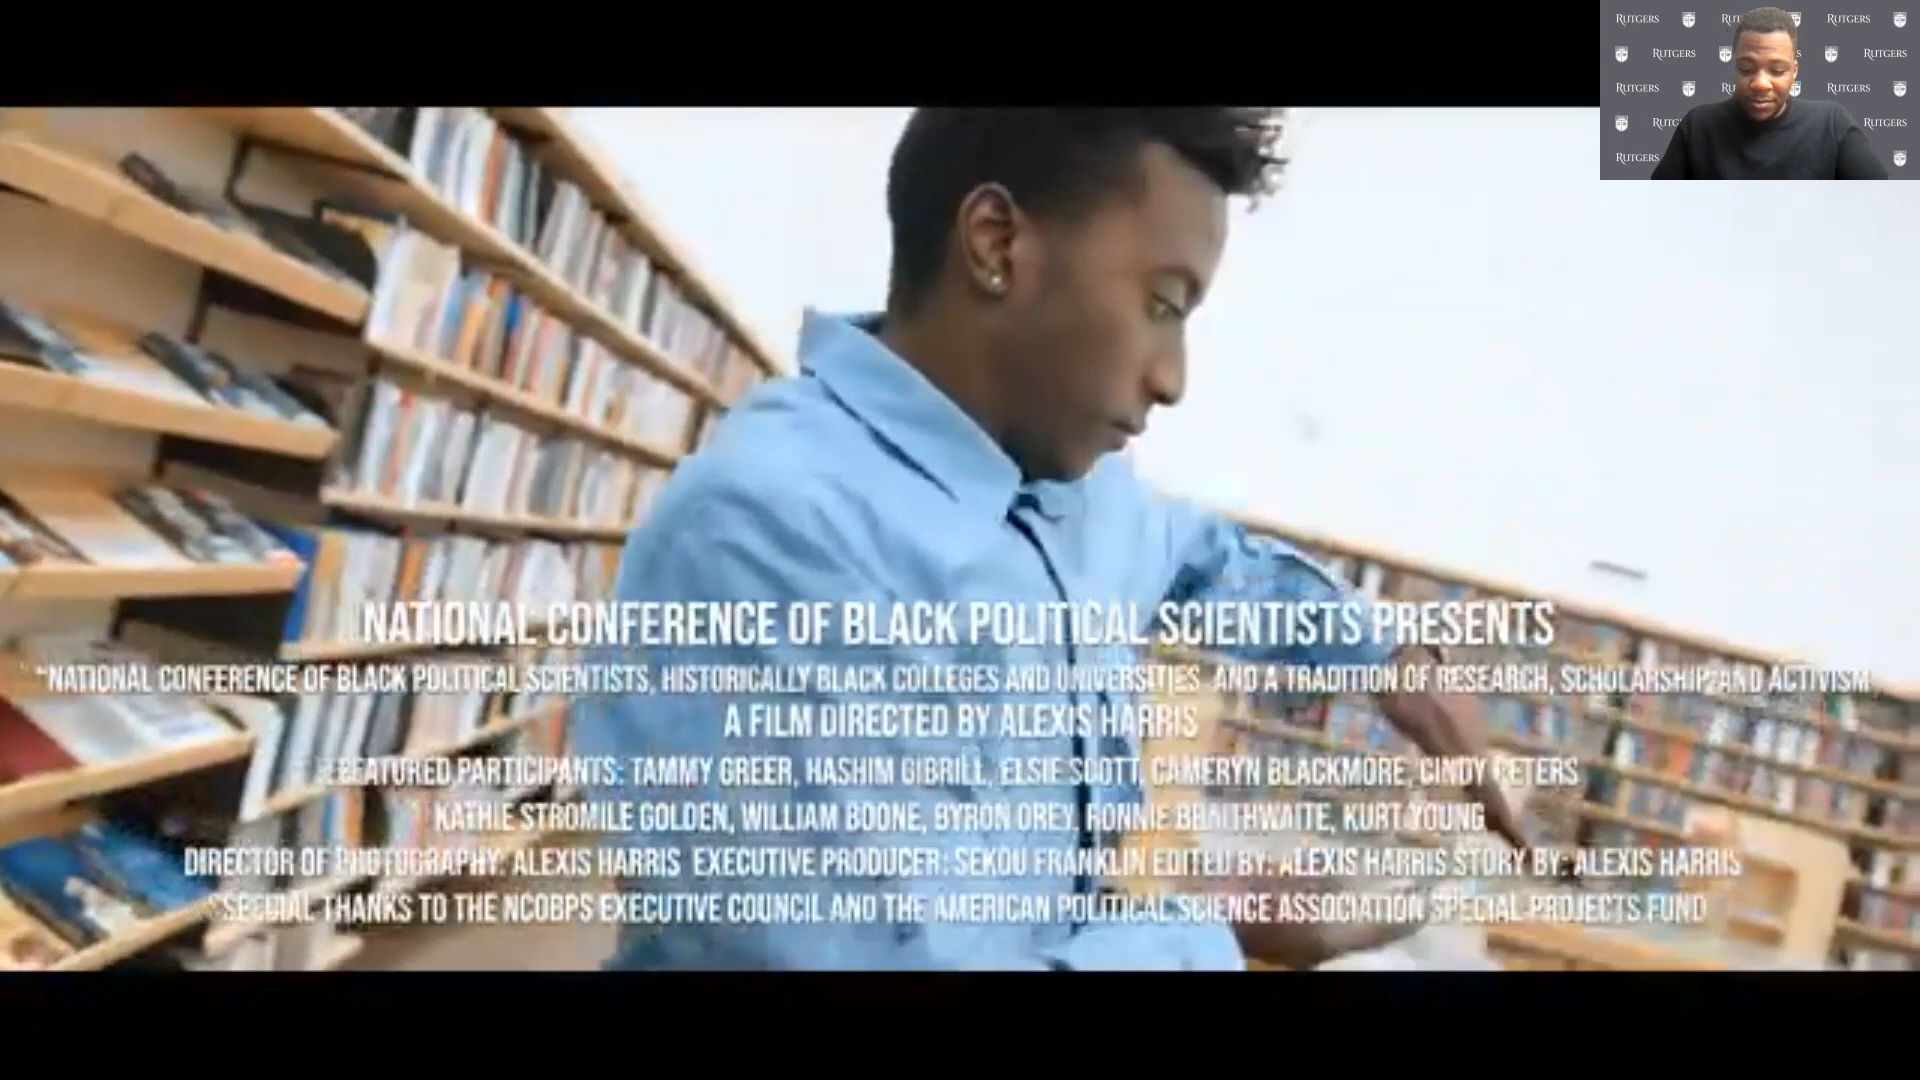 RUTGERS RUT RUTGERS
RUTGERS S RUTGERS
RUTGERS RU RUTGERS
RUTG RUTGERS
RUTGERS
NATIONAL CONFERENCE OF BLACK POLITICAL SCIENTISTS PRESENTS
"NATIONAL CONFERENCE OF BLACK POLITICAL SCIENTISTS, HISTORICALLY BLACK COLLEGES AND UNIVERSITIES AND A TRADITION OF RESEARCH, SCHOLARSHIP, AND ACTIVISM
A FILM DIRECTED BY ALEXIS HARRIS
FEATURED PARTICIPANTS: TAMMY GREER, HASHIM GIBRILL, ELSIE SCOTT, CAMERYN BLACKMORE, CINDY PETERS
KATHIE STROMILE GOLDEN, WILLIAM BOONE, BYRON OREY, RONNIE BRAITHWAITE, KURT YOUNG
DIRECTOR OF PHOTOGRAPHY: ALEXIS HARRIS EXECUTIVE PRODUCER: SEKOU FRANKLIN EDITED BY: ALEXIS HARRIS STORY BY: ALEXIS HARRIS
SPECIAL THANKS TO THE NCOBPS EXECUTIVE COUNCIL AND THE AMERICAN POLITICAL SCIENCE ASSOCIATION SPECIAL PROJECTS FUND